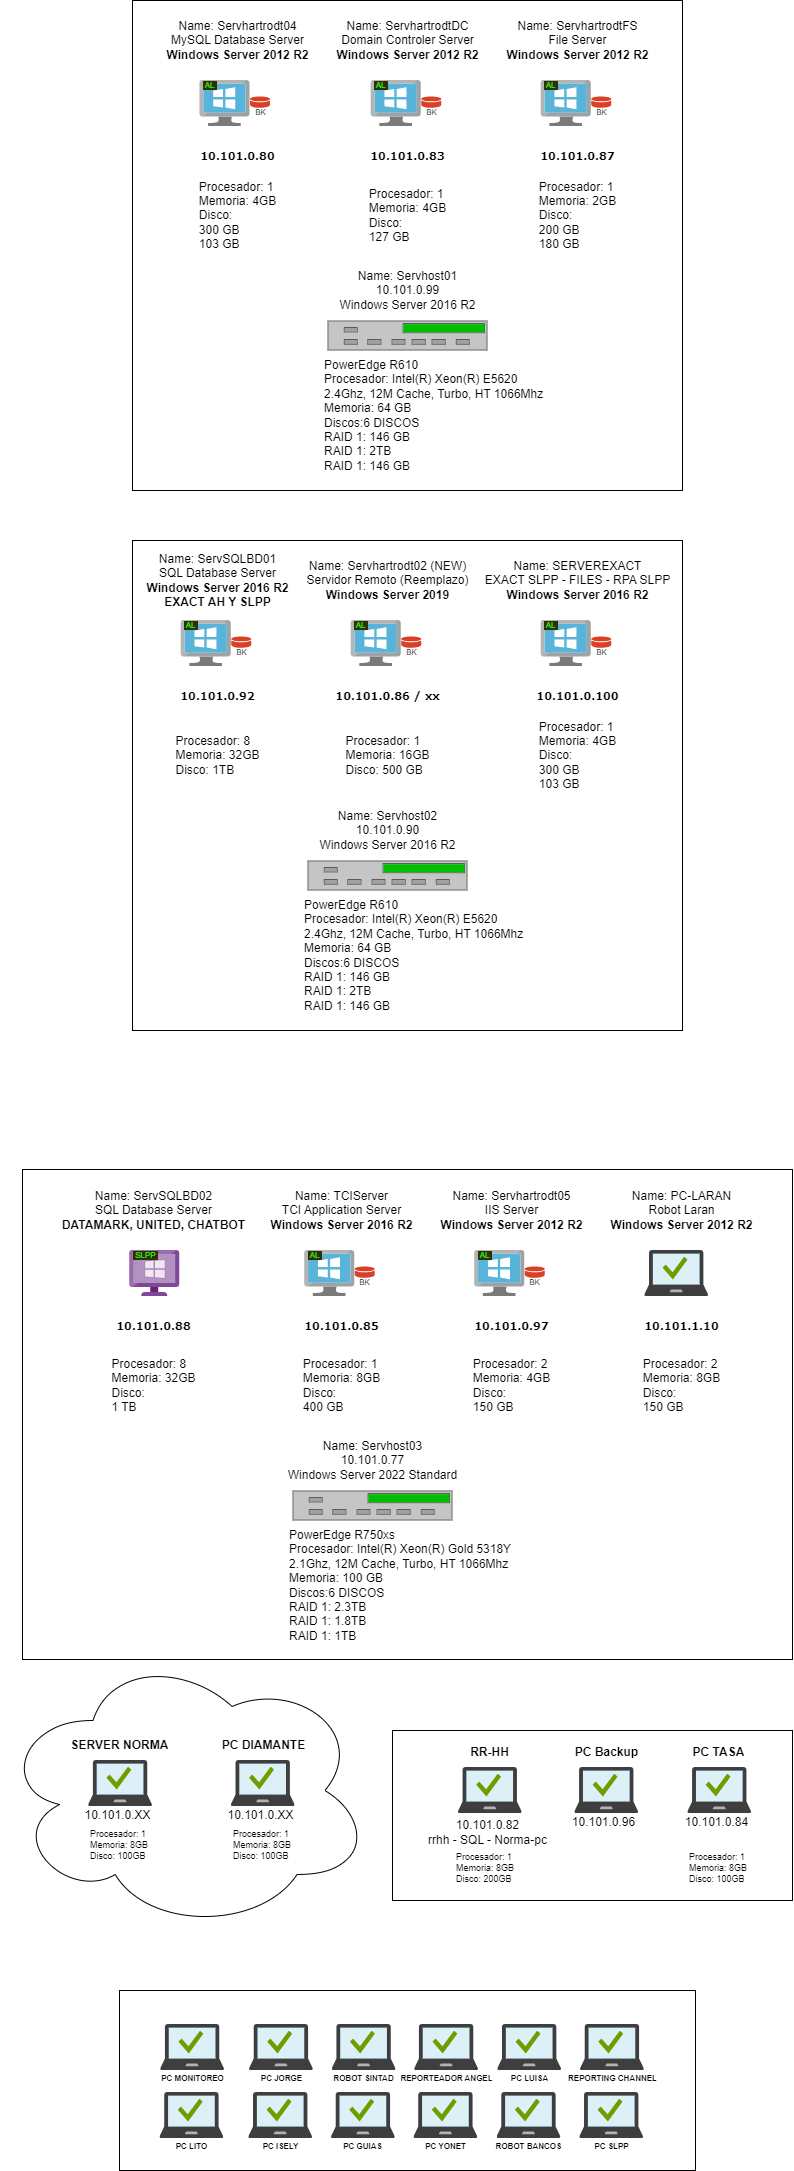 Name: Servhartrodt04
MySQL Database Server
Windows Server 2012 R2
AL
BK
10.101.0.80
Procesador: 1
Memoria: 4GB
Disco:
300 GB
103 GB
Name: ServhartrodtDC
Domain Controler Server
Windows Server 2012 R2
AL
BK
10.101.0.83
Procesador: 1
Memoria: 4GB
Disco:
127 GB
Name: ServhartrodtFS
File Server
Windows Server 2012 R2
AL
BK
10.101.0.87
Procesador: 1
Memoria: 2GB
Disco:
200 GB
180 GB
Name: Servhost01
10.101.0.99
Windows Server 2016 R2
PowerEdge R610
Procesador: Intel(R) Xeon(R) E5620
2.4Ghz, 12M Cache, Turbo, HT 1066Mhz
Memoria: 64 GB
Discos:6 DISCOS
RAID 1: 146 GB
RAID 1: 2TB
RAID 1: 146 GB
Name: ServSQLBD01
SQL Database Server
Windows Server 2016 R2
EXACT AH Y SLPP
AL
BK
10.101.0.92
Procesador: 8
Memoria: 32GB
Disco: 1TB
Name: Servhartrodt02 (NEW)
Servidor Remoto (Reemplazo)
Windows Server 2019
AL
BK
10.101.0.86 / xx
Procesador: 1
Memoria: 16GB
Disco: 500 GB
Name: SERVEREXACT
EXACT SLPP - FILES - RPA SLPP
Windows Server 2016 R2
AL
BK
10.101.0.100
Procesador: 1
Memoria: 4GB
Disco:
300 GB
103 GB
Name: Servhost02
10.101.0.90
Windows Server 2016 R2
PowerEdge R610
Procesador: Intel(R) Xeon(R) E5620
2.4Ghz, 12M Cache, Turbo, HT 1066Mhz
Memoria: 64 GB
Discos:6 DISCOS
RAID 1: 146 GB
RAID 1: 2TB
RAID 1: 146 GB
Name: ServSQLBD02
SQL Database Server
DATAMARK, UNITED, CHATBOT
SLPP
10.101.0.88
Procesador: 8
Memoria: 32GB
Disco:
1 TB
Name: TCIServer
TCI Application Server
Windows Server 2016 R2
AL
BK
10.101.0.85
Procesador: 1
Memoria: 8GB
Disco:
400 GB
Name: Servhartrodt05
IIS Server
Windows Server 2012 R2
AL
BK
10.101.0.97
Procesador: 2
Memoria: 4GB
Disco:
150 GB
Name: PC-LARAN
Robot Laran
Windows Server 2012 R2
10.101.1.10
Procesador: 2
Memoria: 8GB
Disco:
150 GB
Name: Servhost03
10.101.0.77
Windows Server 2022 Standard
PowerEdge R750xs
Procesador: Intel(R) Xeon(R) Gold 5318Y
2.1Ghz, 12M Cache, Turbo, HT 1066Mhz
Memoria: 100 GB
Discos:6 DISCOS
RAID 1: 2.3TB
RAID 1: 1.8TB
RAID 1: 1TB
SERVER NORMA
10.101.0.XX
Procesador: 1
Memoria: 8GB
Disco: 100GB
PC DIAMANTE
10.101.0.XX
Procesador: 1
Memoria: 8GB
Disco: 100GB
RR-HH
10.101.0.82
rrhh - SQL - Norma-pc
Procesador: 1
Memoria: 8GB
Disco: 200GB
PC Backup
10.101.0.96
PC TASA
10.101.0.84
Procesador: 1
Memoria: 8GB
Disco: 100GB
PC MONITOREO
PC JORGE
ROBOT SINTAD
REPORTEADOR ANGEL
PC LUISA
REPORTING CHANNEL
PC LITO
PC ISELY
PC GUIAS
PC YONET
ROBOT BANCOS
PC SLPP